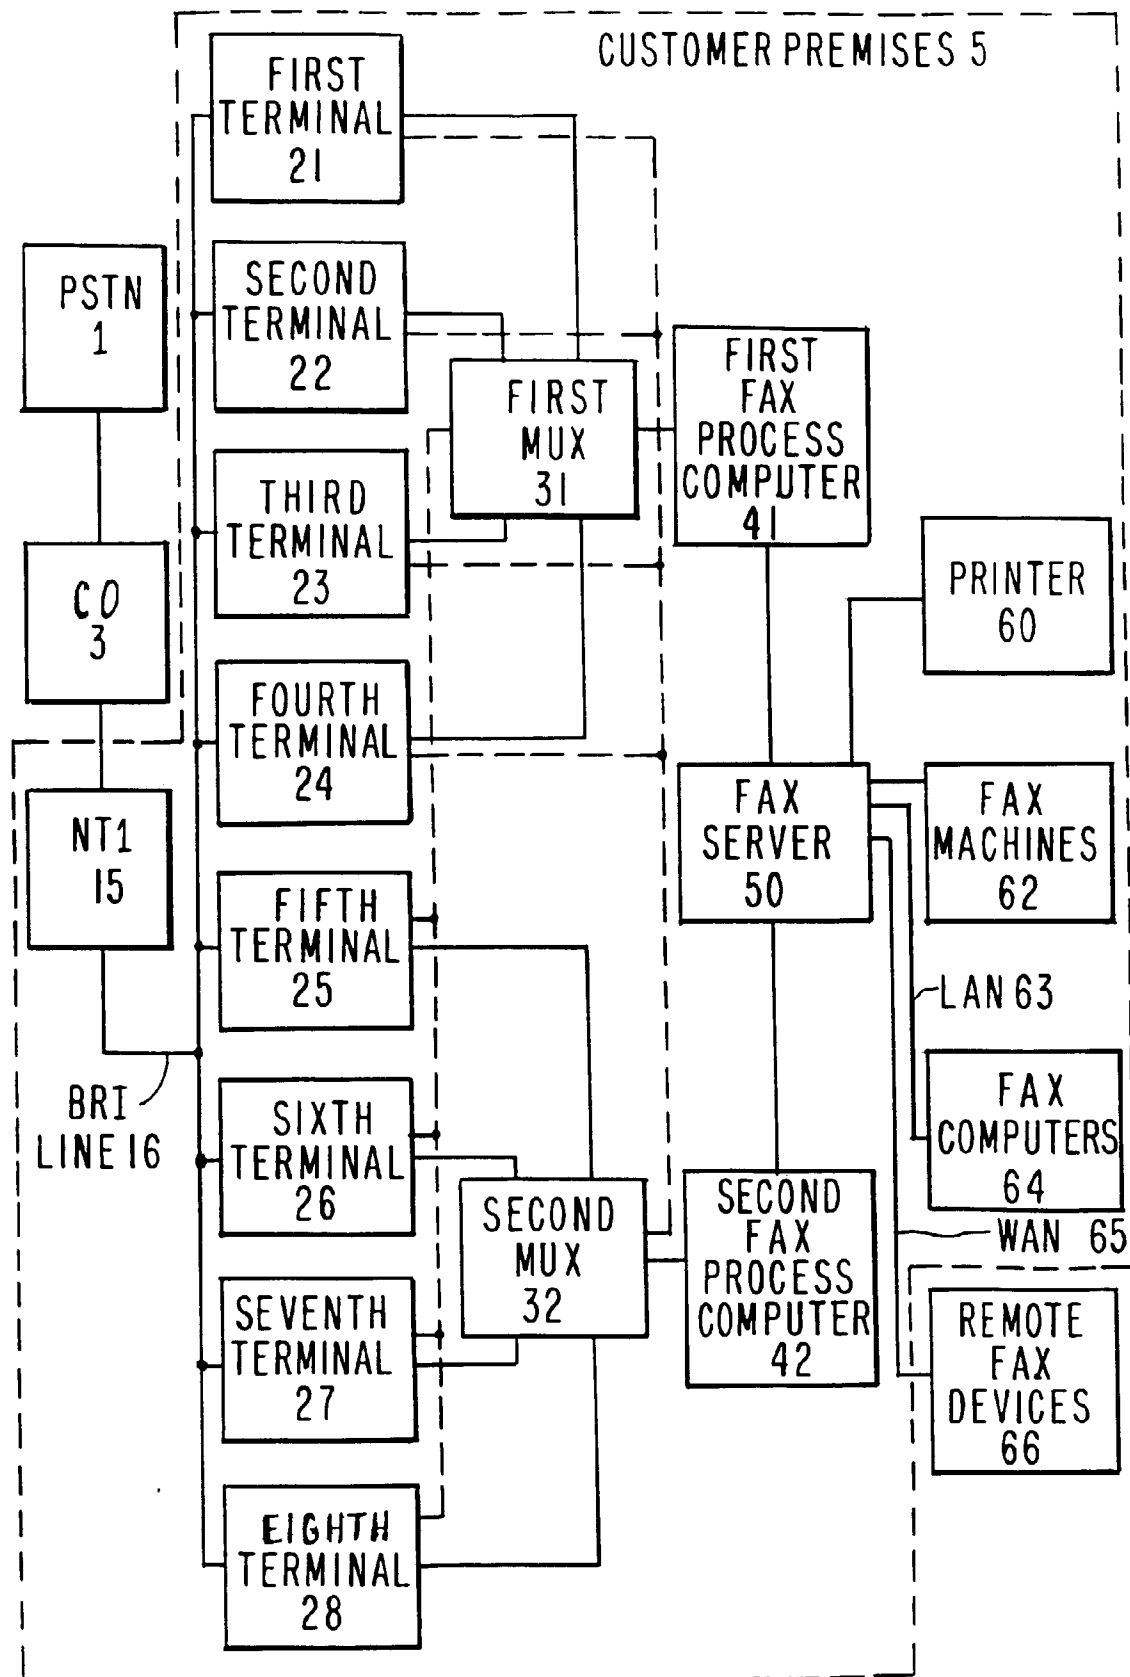 CUSTOMER PREMISES 5
FIRST
TERMINAL
21
PSTN
1
SECOND
TERMINAL
22
FIRST
MUX
31
FIRST
FAX
PROCESS
COMPUTER
41
THIRD
TERMINAL
23
CO
3
PRINTER
60
FOURTH
TERMINAL
24
NT1
15
FAX
SERVER
50
FAX
MACHINES
62
FIFTH
TERMINAL
25
LAN 63
BRI
LINE 16
SIXTH
TERMINAL
26
FAX
COMPUTERS
64
SECOND
MUX
32
SECOND
FAX
PROCESS
COMPUTER
42
WAN 65
SEVENTH
TERMINAL
27
REMOTE
FAX
DEVICES
66
EIGHTH
TERMINAL
28